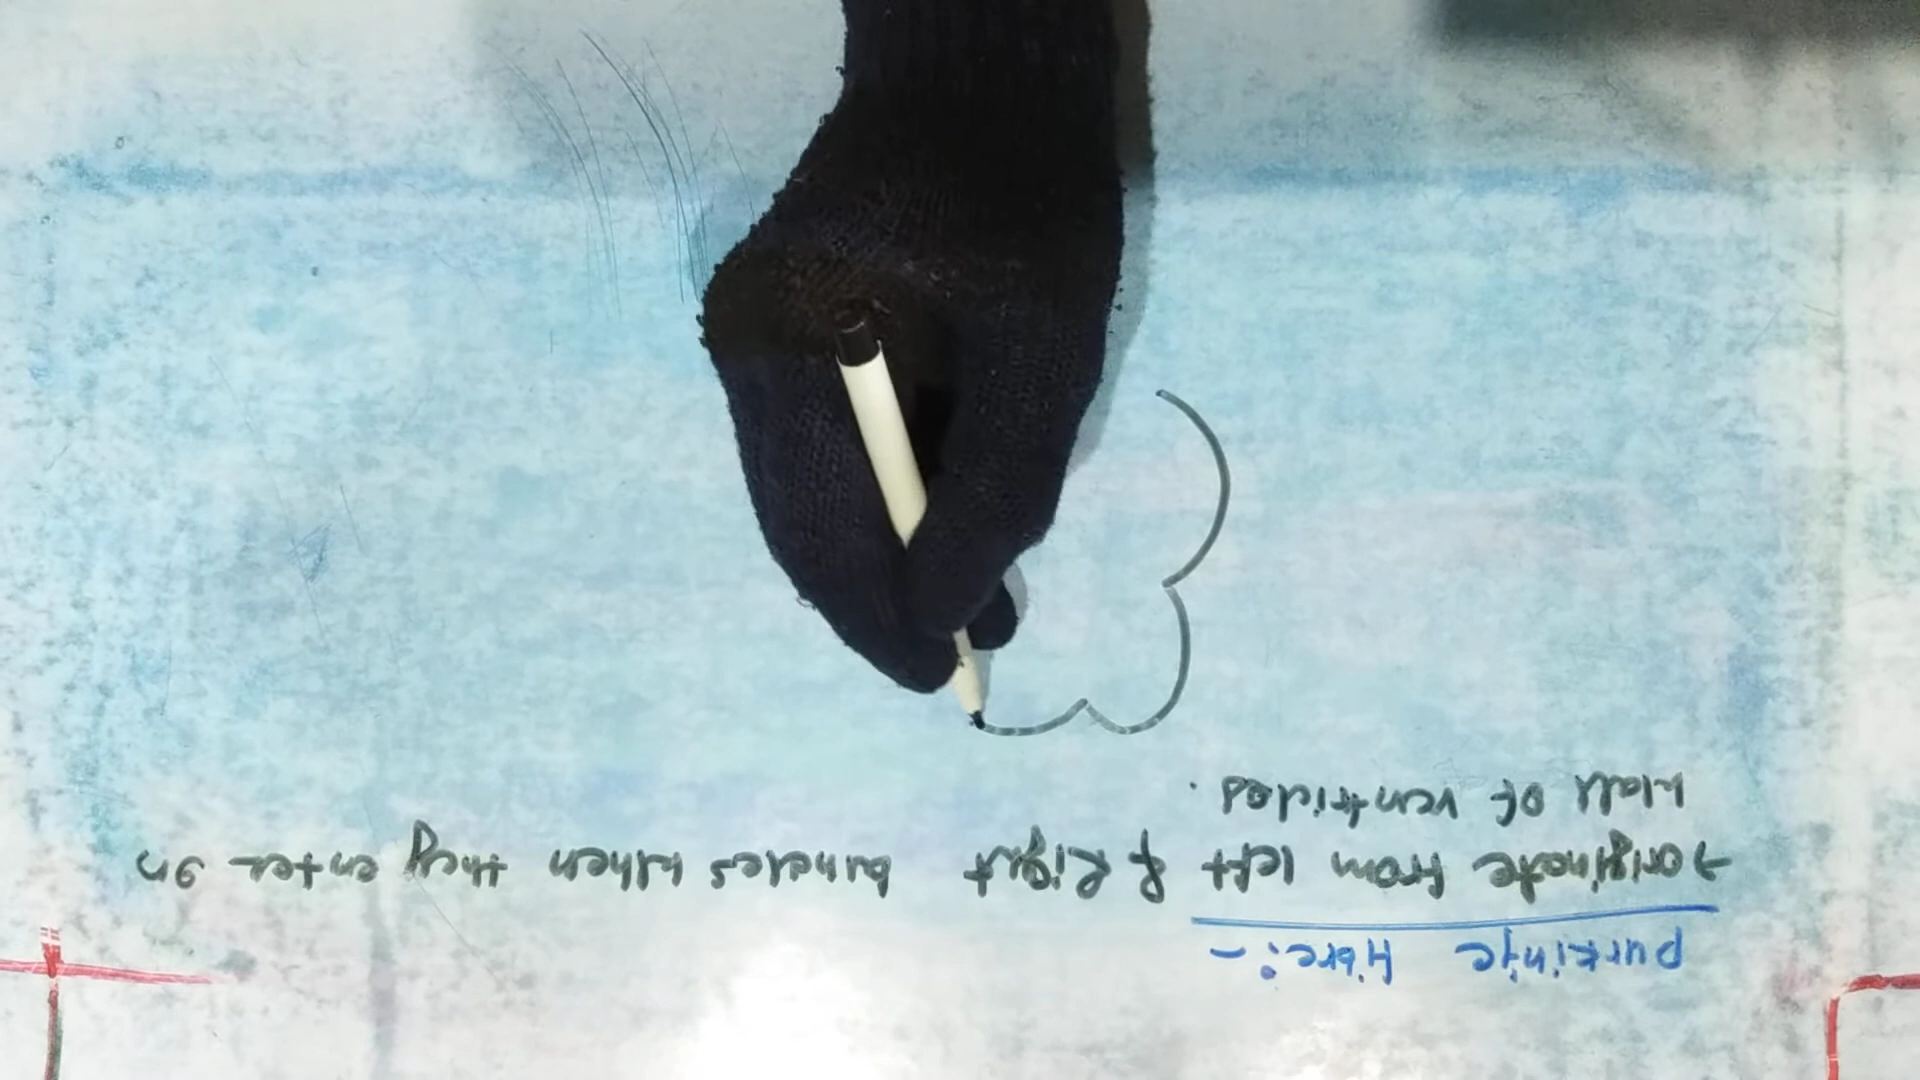 Purkinje Fibre:-
→originate from left & Right bundles when they enter in
wall of ventricles.